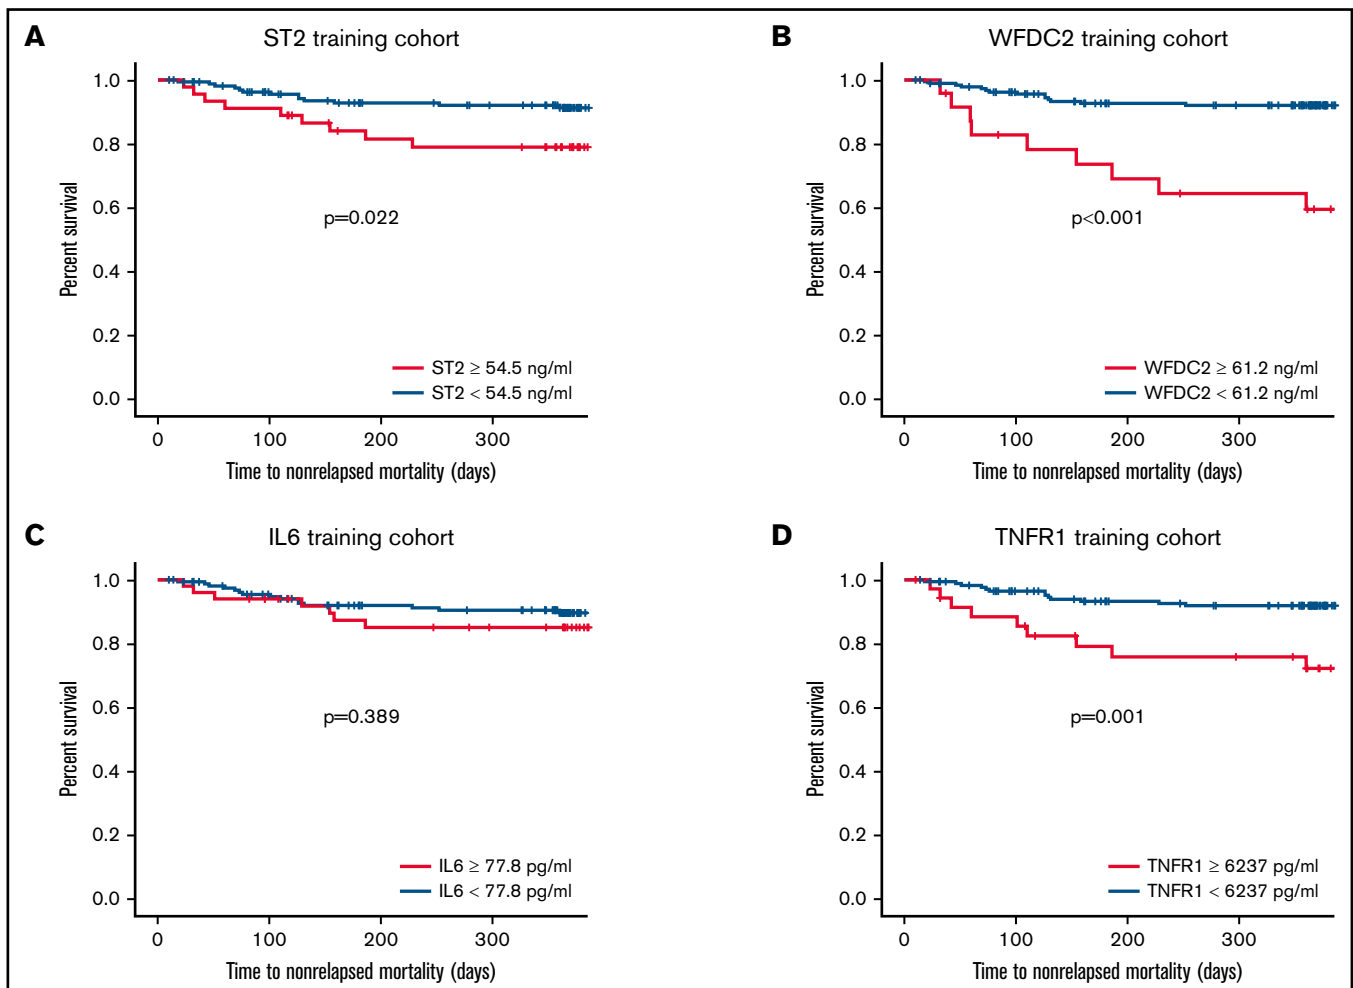 A
ST2 training cohort
1.0
0.8
0.6
0.4
0.2
0.0
Percent survival
p=0.022
ST2 ≥ 54.5 ng/ml
ST2 < 54.5 ng/ml
0 100 200 300
Time to nonrelapsed mortality (days)
B
WFDC2 training cohort
1.0
0.8
0.6
0.4
0.2
0.0
Percent survival
p<0.001
WFDC2 ≥ 61.2 ng/ml
WFDC2 < 61.2 ng/ml
0 100 200 300
Time to nonrelapsed mortality (days)
C
IL6 training cohort
1.0
0.8
0.6
0.4
0.2
0.0
Percent survival
p=0.389
IL6 ≥ 77.8 pg/ml
IL6 < 77.8 pg/ml
0 100 200 300
Time to nonrelapsed mortality (days)
D
TNFR1 training cohort
1.0
0.8
0.6
0.4
0.2
0.0
Percent survival
p=0.001
TNFR1 ≥ 6237 pg/ml
TNFR1 < 6237 pg/ml
0 100 200 300
Time to nonrelapsed mortality (days)